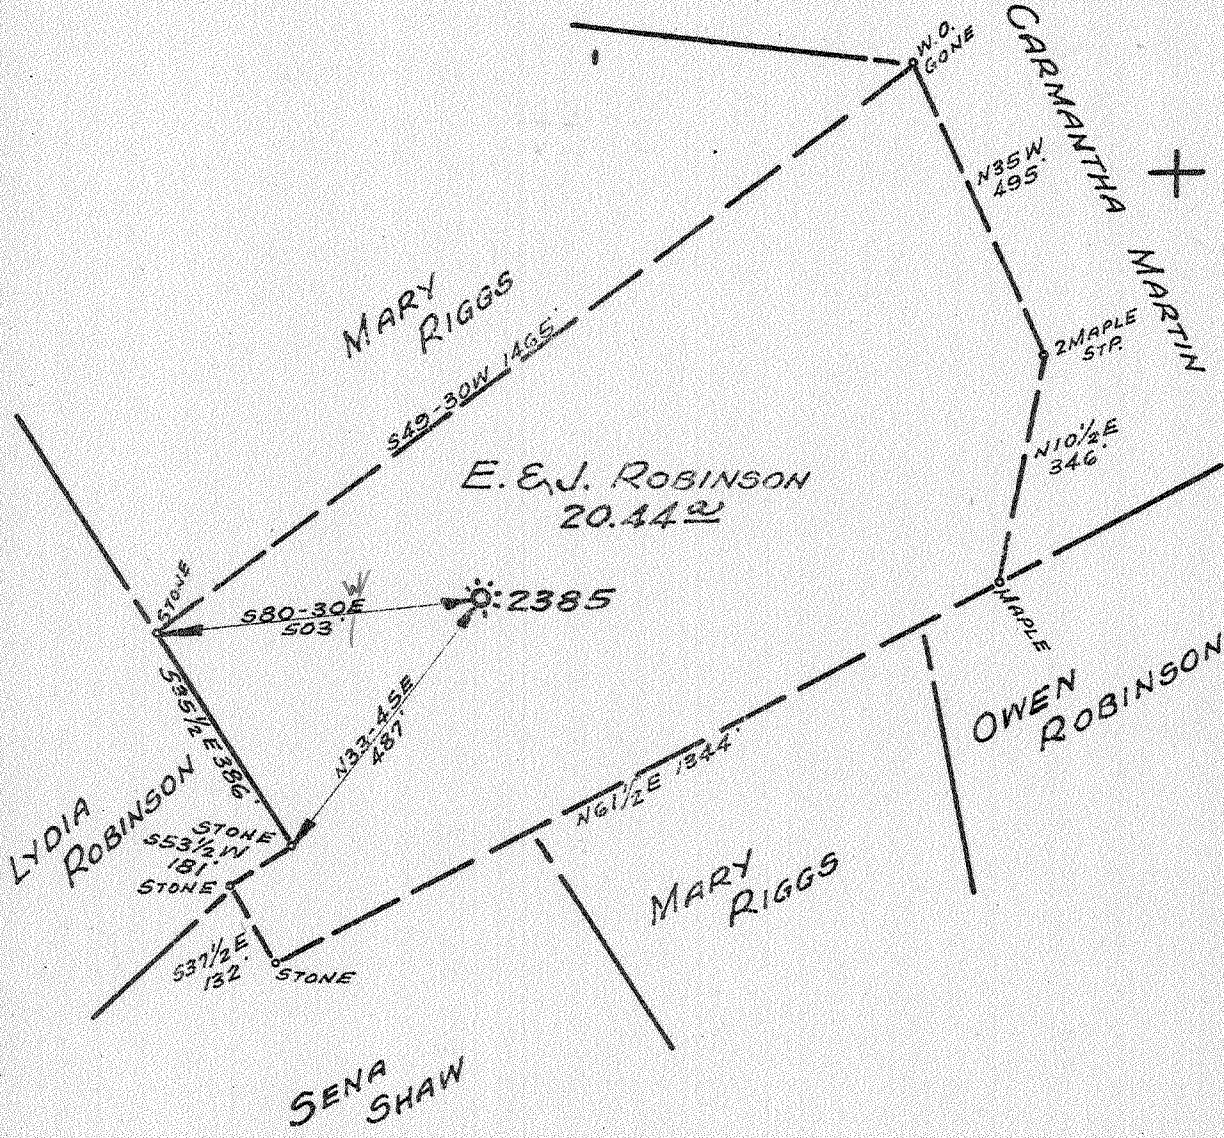 W.O.
GONE
CARMANTHA
MARTIN
N35W.
495'
2 MAPLE
STP.
N10½E
346'
MARY
RIGGS
S49-30W 1465'
E. & J. ROBINSON
20.44 a
STONE
W
S80-30E
503'
2385
MAPLE
OWEN
ROBINSON
S35½E 386'
N33-45E
487'
N61½E 1344'
LYDIA
ROBINSON
STONE
S53½W
181'
STONE
MARY
RIGGS
S37½E
132'
STONE
SENA
SHAW